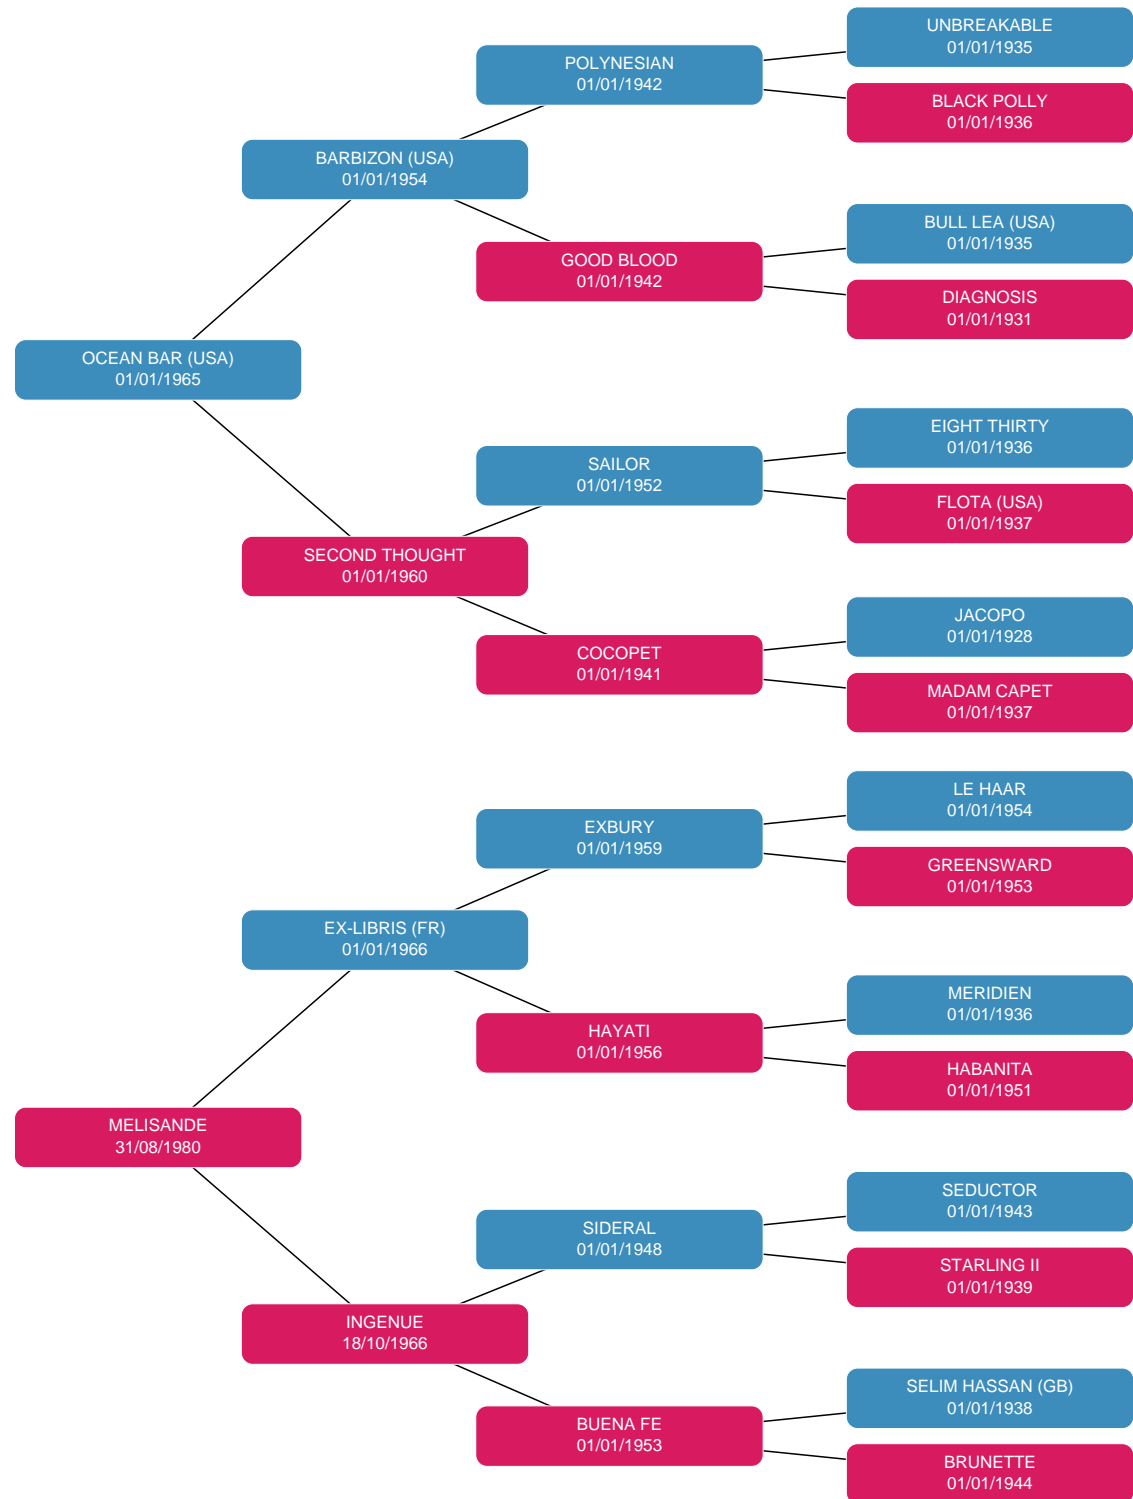 UNBREAKABLE
01/01/1935
POLYNESIAN
01/01/1942
BLACK POLLY
01/01/1936
BARBIZON (USA)
01/01/1954
BULL LEA (USA)
01/01/1935
GOOD BLOOD
01/01/1942
DIAGNOSIS
01/01/1931
OCEAN BAR (USA)
01/01/1965
EIGHT THIRTY
01/01/1936
SAILOR
01/01/1952
FLOTA (USA)
01/01/1937
SECOND THOUGHT
01/01/1960
JACOPO
01/01/1928
COCOPET
01/01/1941
MADAM CAPET
01/01/1937
LE HAAR
01/01/1954
EXBURY
01/01/1959
GREENSWARD
01/01/1953
EX-LIBRIS (FR)
01/01/1966
MERIDIEN
01/01/1936
HAYATI
01/01/1956
HABANITA
01/01/1951
MELISANDE
31/08/1980
SEDUCTOR
01/01/1943
SIDERAL
01/01/1948
STARLING II
01/01/1939
INGENUE
18/10/1966
SELIM HASSAN (GB)
01/01/1938
BUENA FE
01/01/1953
BRUNETTE
01/01/1944